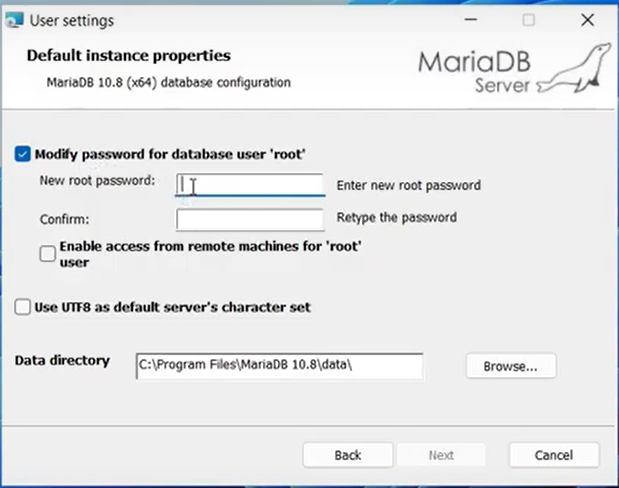 User settings
Default instance properties
MariaDB 10.8 (x64) database configuration
MariaDB
Server
Modify password for database user 'root'
New root password:
Enter new root password
Confirm:
Retype the password
Enable access from remote machines for 'root'
user
Use UTF8 as default server's character set
Data directory
C:\Program Files\MariaDB 10.8\data\
Browse...
Back
Next
Cancel